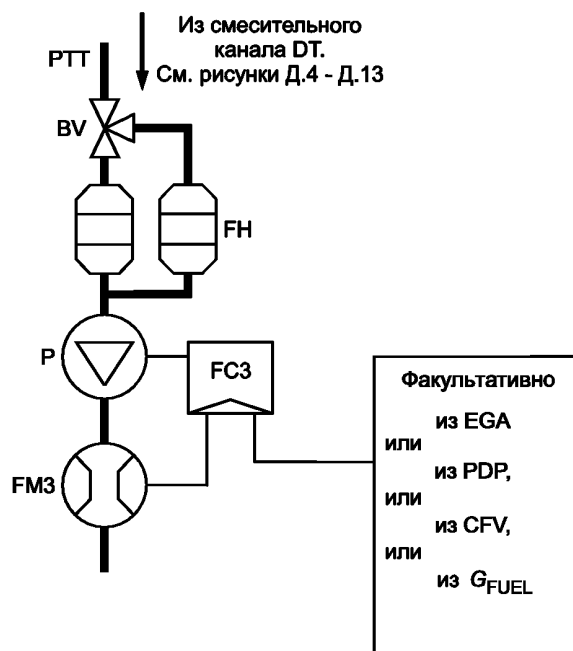 Из смесительного
канала DT.
См. рисунки Д.4 - Д.13
PTT
BV
FH
P
FC3
FM3
Факультативно
из EGA
или
из PDP,
или
из CFV,
или
из G_FUEL